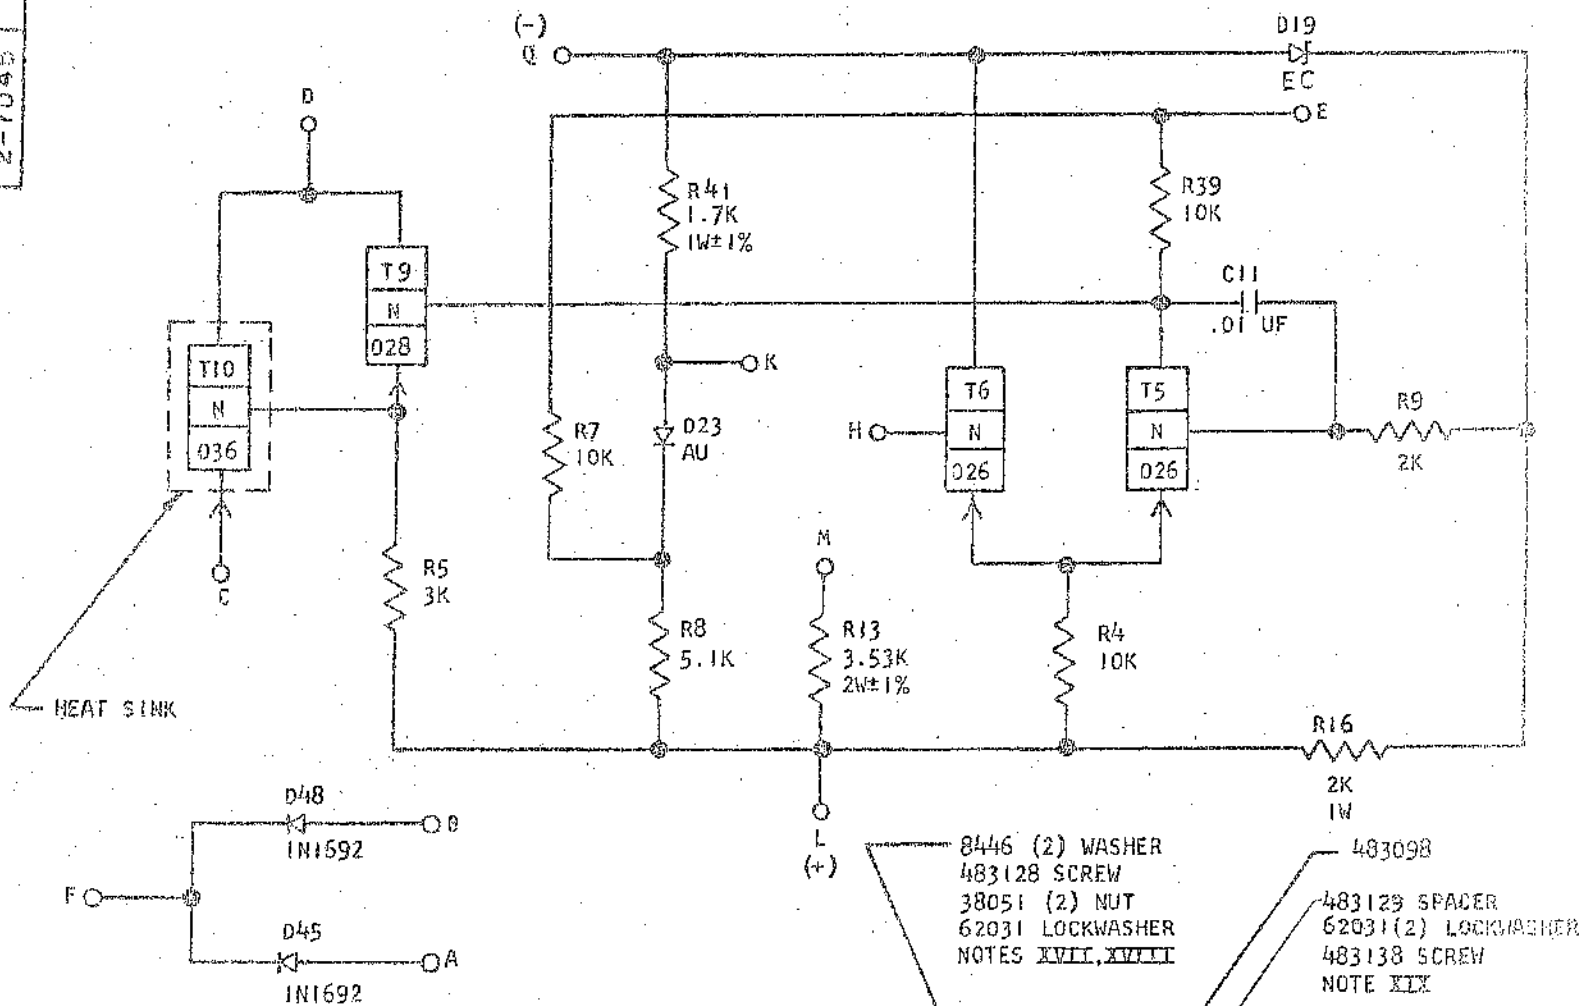 2-1045
(-)
Q
D19
EC
E
D
R41
1.7K
1W±1%
R39
10K
T9
N
028
C11
.01 UF
T10
N
036
K
T6
N
026
T5
N
026
H
R9
2K
R7
10K
D23
AU
M
C
R5
3K
R8
5.1K
R13
3.53K
2W±1%
R4
10K
HEAT SINK
R16
2K
1W
D48
1N1692
B
L
(+)
F
D45
1N1692
A
8446 (2) WASHER
483128 SCREW
38051 (2) NUT
62031 LOCKWASHER
NOTES XVII, XVIII
483098
483129 SPACER
62031(2) LOCKWASHER
483138 SCREW
NOTE XIX